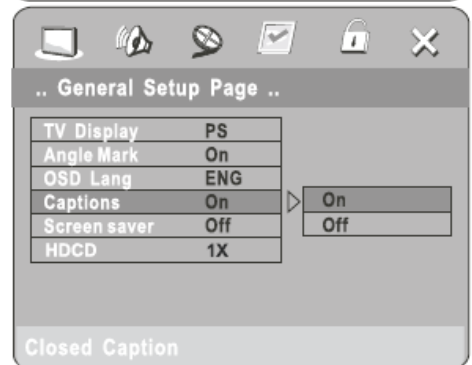 .. General Setup Page ..
TV Display PS
Angle Mark On
OSD Lang ENG
Captions On On
Screen saver Off Off
HDCD 1X
Closed Caption